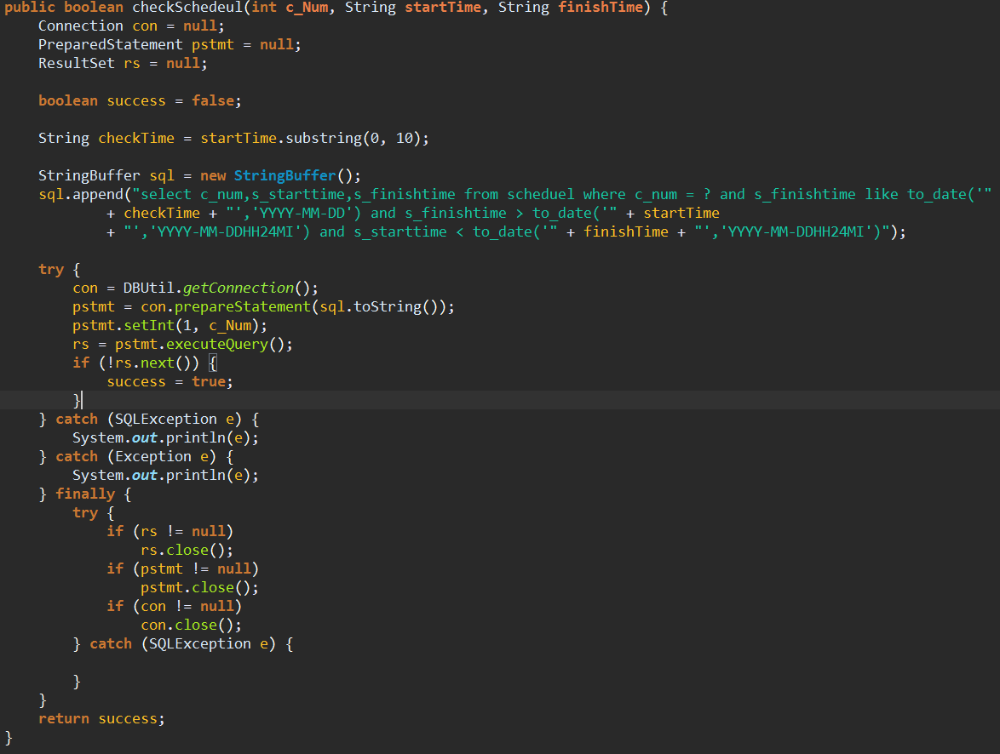 public boolean checkSchedeul(int c_Num, String startTime, String finishTime) {
    Connection con = null;
    PreparedStatement pstmt = null;
    ResultSet rs = null;

    boolean success = false;

    String checkTime = startTime.substring(0, 10);

    StringBuffer sql = new StringBuffer();
    sql.append("select c_num,s_starttime,s_finishtime from scheduel where c_num = ? and s_finishtime like to_date('"
            + checkTime + "','YYYY-MM-DD') and s_finishtime > to_date('" + startTime
            + "','YYYY-MM-DDHH24MI') and s_starttime < to_date('" + finishTime + "','YYYY-MM-DDHH24MI')");

    try {
        con = DBUtil.getConnection();
        pstmt = con.prepareStatement(sql.toString());
        pstmt.setInt(1, c_Num);
        rs = pstmt.executeQuery();
        if (!rs.next()) {
            success = true;
        }
    } catch (SQLException e) {
        System.out.println(e);
    } catch (Exception e) {
        System.out.println(e);
    } finally {
        try {
            if (rs != null)
                rs.close();
            if (pstmt != null)
                pstmt.close();
            if (con != null)
                con.close();
        } catch (SQLException e) {

        }
    }
    return success;
}